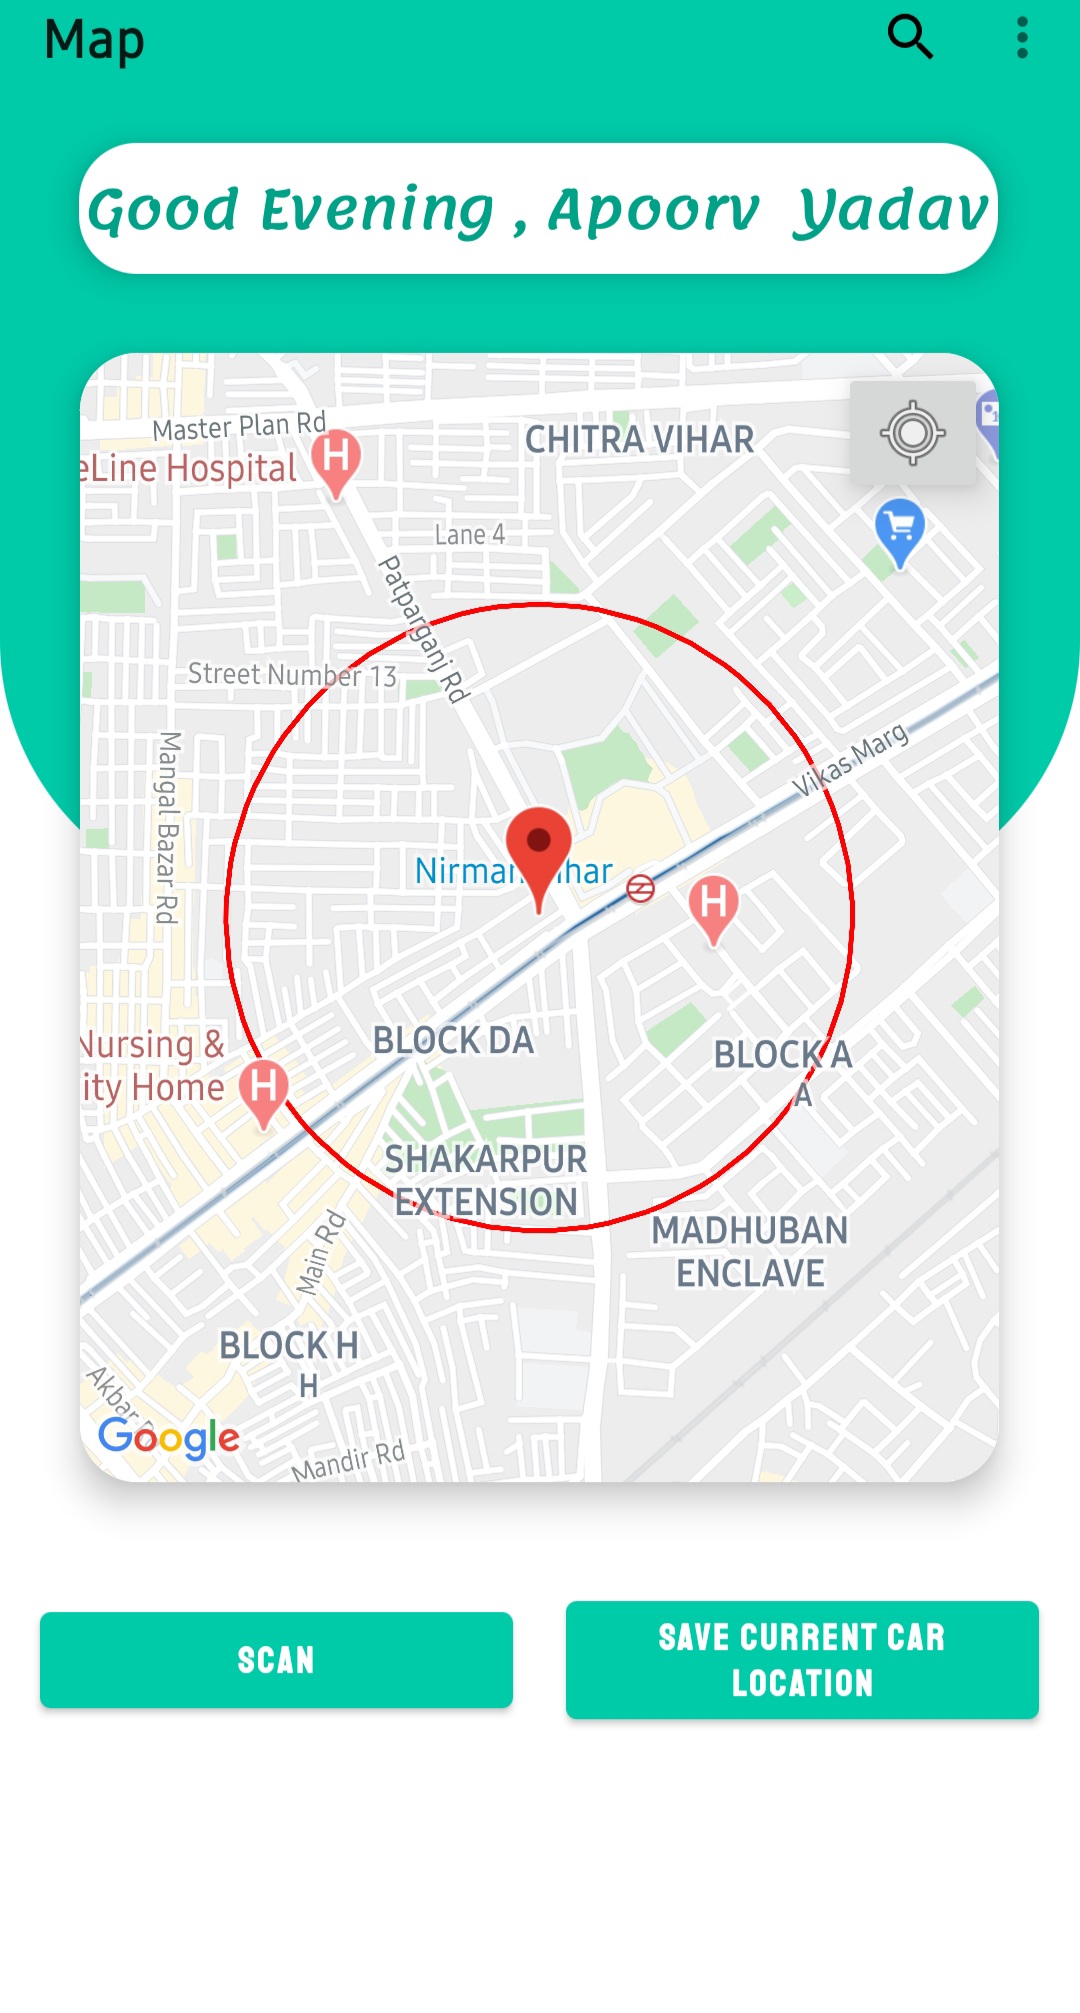 Map
Good Evening , Apoorv Yadav
Master Plan Rd
eLine Hospital
H
CHITRA VIHAR
Lane 4
Patparganj Rd
Street Number 13
Mangal Bazar Rd
Vikas Marg
H
BLOCK DA
BLOCK A
A
Nursing &
ity Home
H
SHAKARPUR
EXTENSION
MADHUBAN
ENCLAVE
Main Rd
BLOCK H
H
Akbar
Google
Mandir Rd
SCAN
SAVE CURRENT CAR
LOCATION